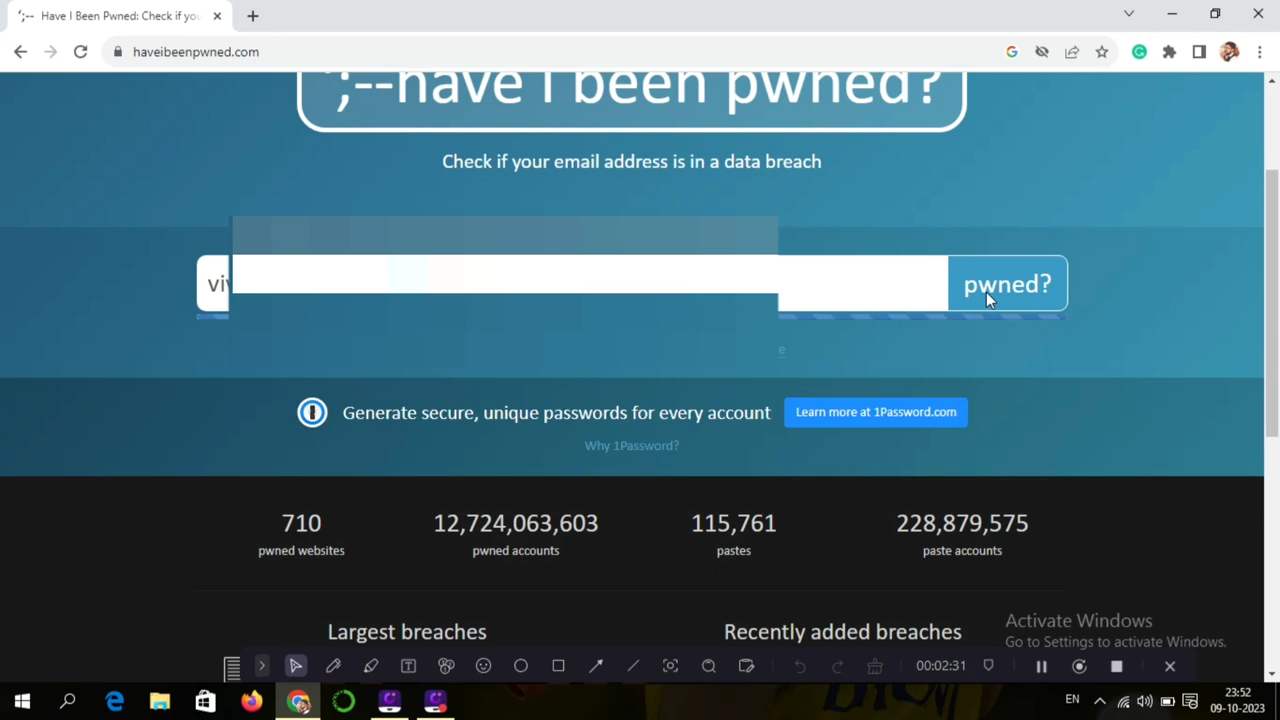 ';-- Have I Been Pwned: Check if you
haveibeenpwned.com
';--have i been pwned?
Check if your email address is in a data breach
pwned?
Generate secure, unique passwords for every account
Learn more at 1Password.com
Why 1Password?
710
12,724,063,603
115,761
228,879,575
pwned websites
pwned accounts
pastes
paste accounts
Largest breaches
Recently added breaches
Activate Windows
Go to Settings to activate Windows.
00:02:31
EN
23:52
09-10-2023